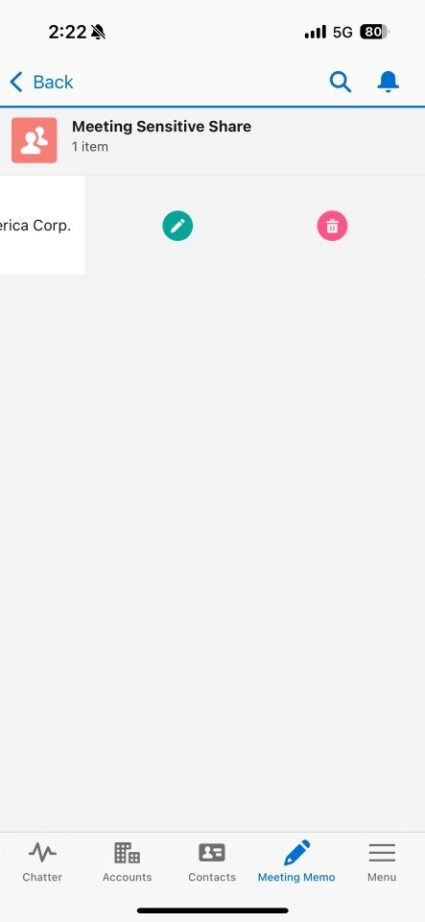 2:22
5G
80
Back
Meeting Sensitive Share
1 item
erica Corp.
Chatter
Accounts
Contacts
Meeting Memo
Menu